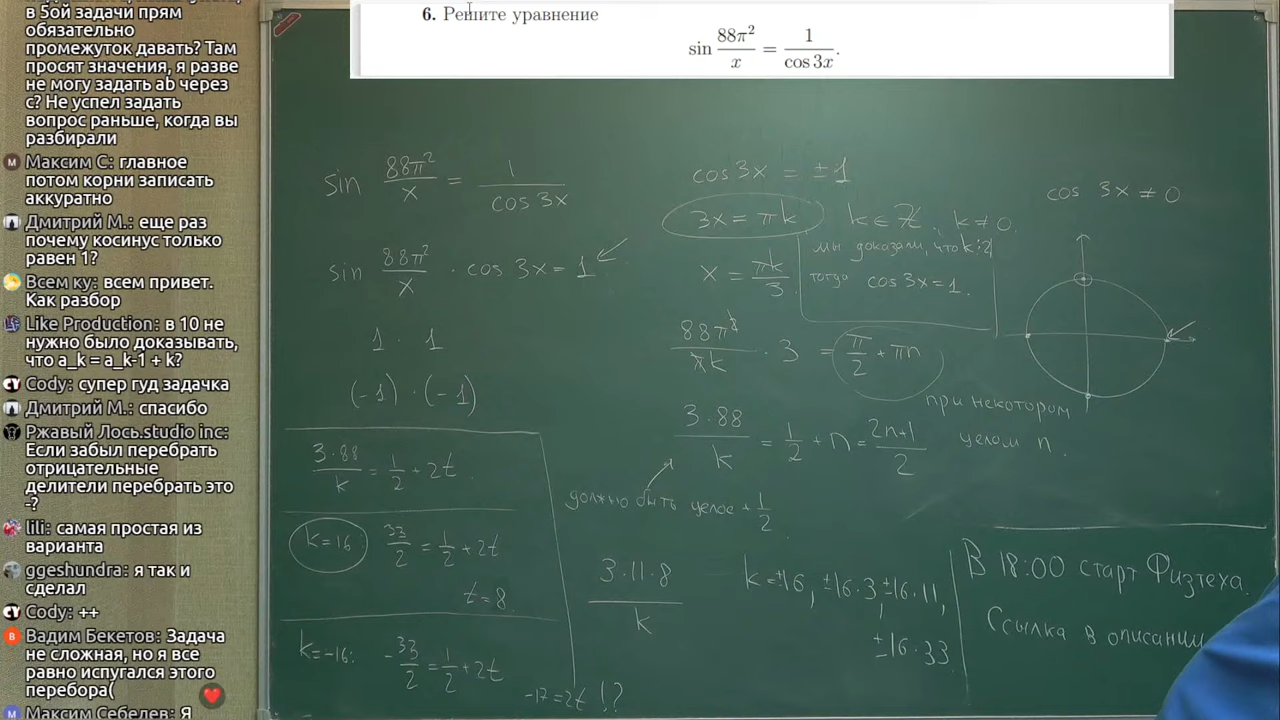 в 5ой задачи прям
обязательно
промежуток давать? Там
просят значения, я разве
не могу задать ab через
c? Не успел задать
вопрос раньше, когда вы
разбирали
Максим С: главное
потом корни записать
аккуратно
Дмитрий М.: еще раз
почему косинус только
равен 1?
Всем ку: всем привет.
Как разбор
Like Production: в 10 не
нужно было доказывать,
что a_k = a_k-1 + k?
Cody: супер гуд задачка
Дмитрий М.: спасибо
Ржавый Лось.studio inc:
Если забыл перебрать
отрицательные
делители перебрать это
-?
lili: самая простая из
варианта
ggeshundra: я так и
сделал
Cody: ++
Вадим Бекетов: Задача
не сложная, но я все
равно испугался этого
перебора(
Максим Себелев: Я
6. Решите уравнение
sin 88π²/x = 1/cos 3x.
sin 88π²/x = 1/cos 3x
sin 88π²/x · cos 3x = 1
1 · 1
(-1) · (-1)
3·88/k = 1/2 + 2t
k=16: 33/2 = 1/2 + 2t
t = 8
k=-16: -33/2 = 1/2 + 2t
-17 = 2t !?
cos 3x = ±1
3x = πk k ∈ ℤ, k ≠ 0
мы доказали, что k⋮2,
тогда cos 3x = 1.
x = πk/3
88π²/πk · 3 = π/2 + πn
при некотором
целом n.
3·88/k = 1/2 + n = 2n+1/2
должно быть целое + 1/2
3·11·8/k
k = ±16, ±16·3, ±16·11,
±16·33
cos 3x ≠ 0
В 18:00 старт Физтеха.
Ссылка в описании